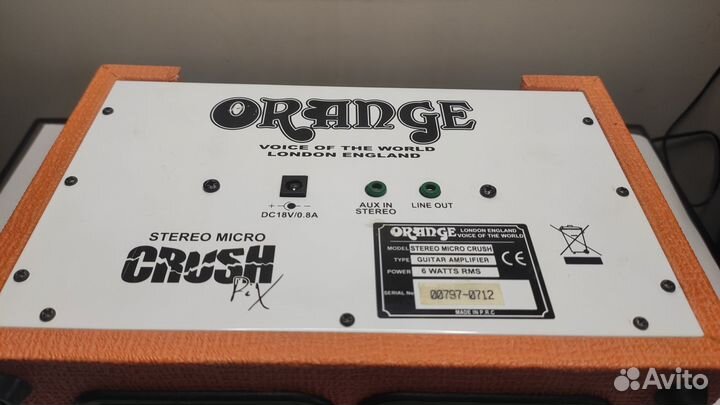 ORANGE
VOICE OF THE WORLD
LONDON ENGLAND
DC18V/0.8A
AUX IN
STEREO
LINE OUT
STEREO MICRO
CRUSH
PiX
ORANGE
LONDON ENGLAND
VOICE OF THE WORLD
MODEL STEREO MICRO CRUSH
TYPE GUITAR AMPLIFIER
POWER 6 WATTS RMS
CE
SERIAL No 00797-0712
MADE IN P.R.C
Avito